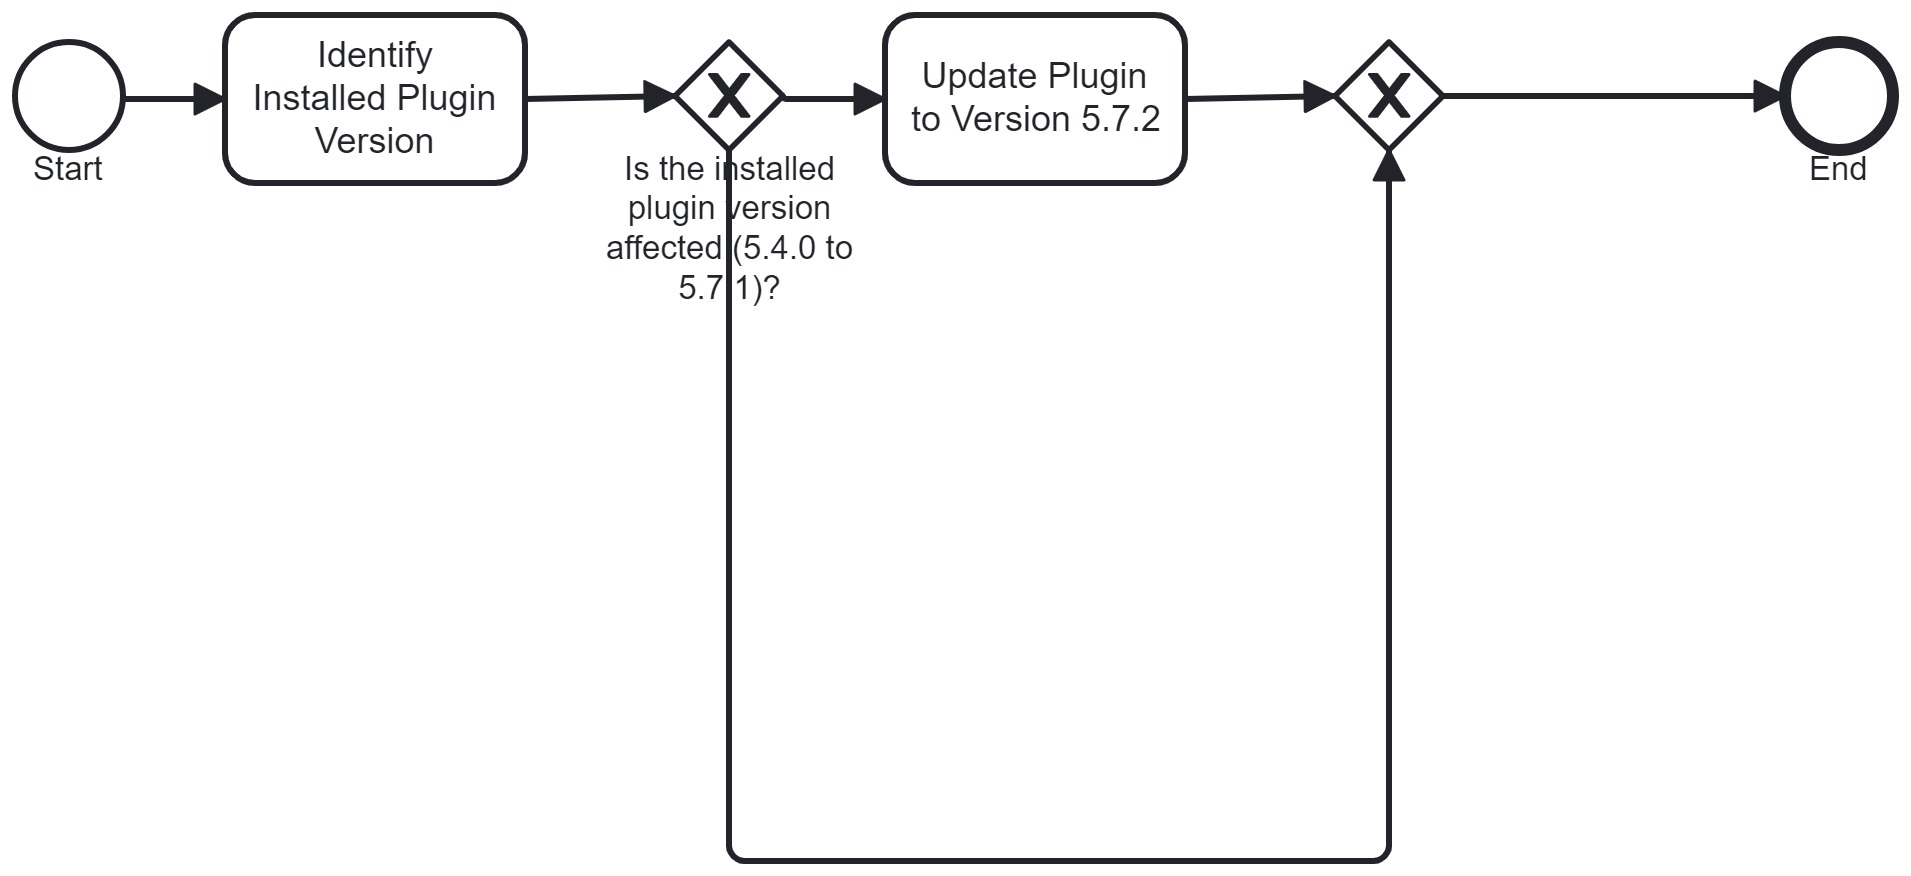 Identify
Installed Plugin
Version
Start
X
Is the installed
plugin version
affected (5.4.0 to
5.7.1)?
Update Plugin
to Version 5.7.2
X
End